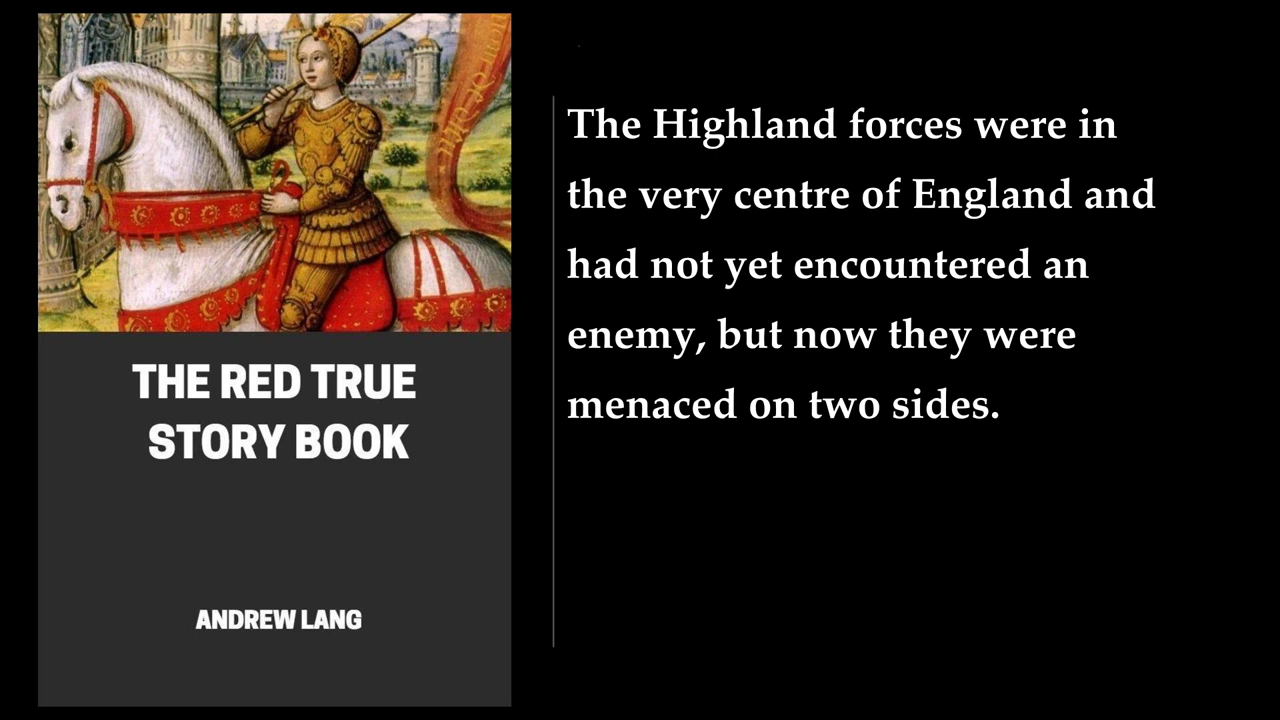 THE RED TRUE
STORY BOOK
ANDREW LANG
The Highland forces were in
the very centre of England and
had not yet encountered an
enemy, but now they were
menaced on two sides.